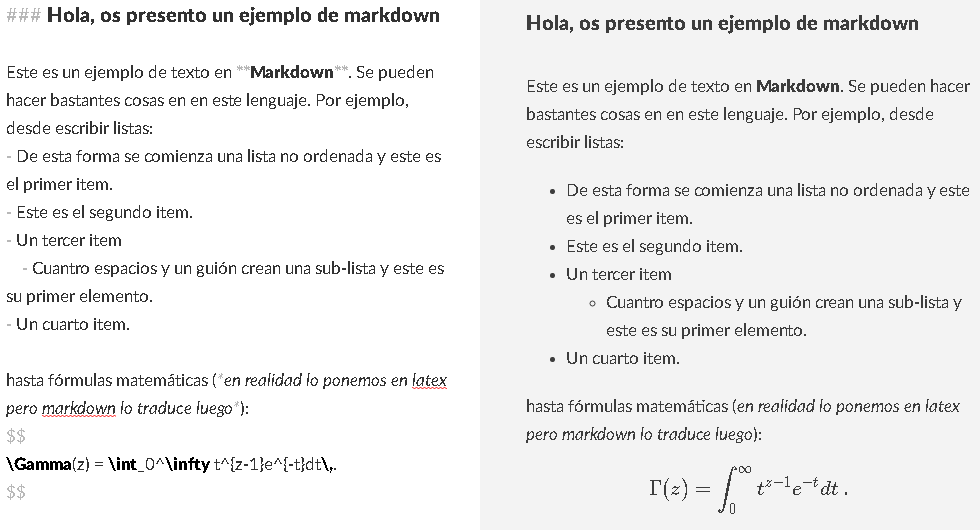 ### Hola, os presento un ejemplo de markdown
Este es un ejemplo de texto en **Markdown**. Se pueden
hacer bastantes cosas en en este lenguaje. Por ejemplo,
desde escribir listas:
- De esta forma se comienza una lista no ordenada y este es
el primer item.
- Este es el segundo item.
- Un tercer item
    - Cuantro espacios y un guión crean una sub-lista y este es
su primer elemento.
- Un cuarto item.
hasta fórmulas matemáticas (*en realidad lo ponemos en latex
pero markdown lo traduce luego*):
$$
\Gamma(z) = \int_0^\infty t^{z-1}e^{-t}dt\,.
$$
Hola, os presento un ejemplo de markdown
Este es un ejemplo de texto en Markdown. Se pueden hacer
bastantes cosas en en este lenguaje. Por ejemplo, desde
escribir listas:
• De esta forma se comienza una lista no ordenada y este
es el primer item.
• Este es el segundo item.
• Un tercer item
◦ Cuantro espacios y un guión crean una sub-lista y
este es su primer elemento.
• Un cuarto item.
hasta fórmulas matemáticas (en realidad lo ponemos en latex
pero markdown lo traduce luego):
Γ(z) = ∫₀^∞ t^{z−1}e^{−t}dt .